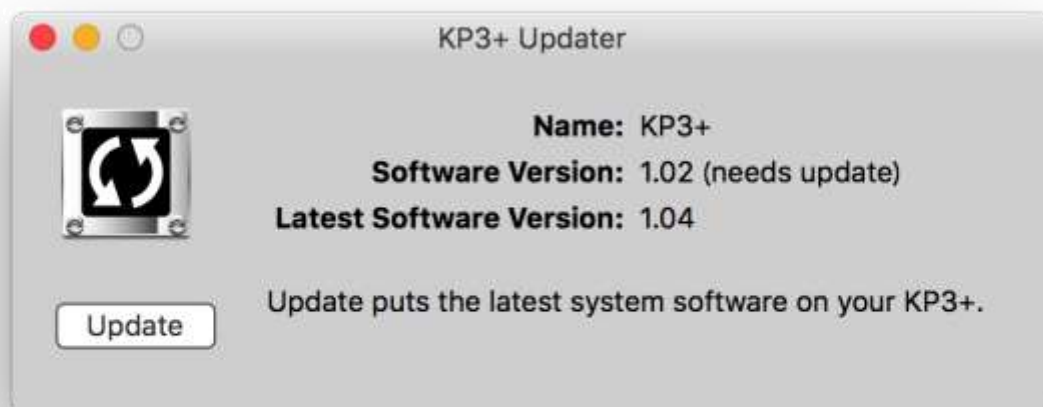 KP3+ Updater
Name: KP3+
Software Version: 1.02 (needs update)
Latest Software Version: 1.04
Update puts the latest system software on your KP3+.
Update